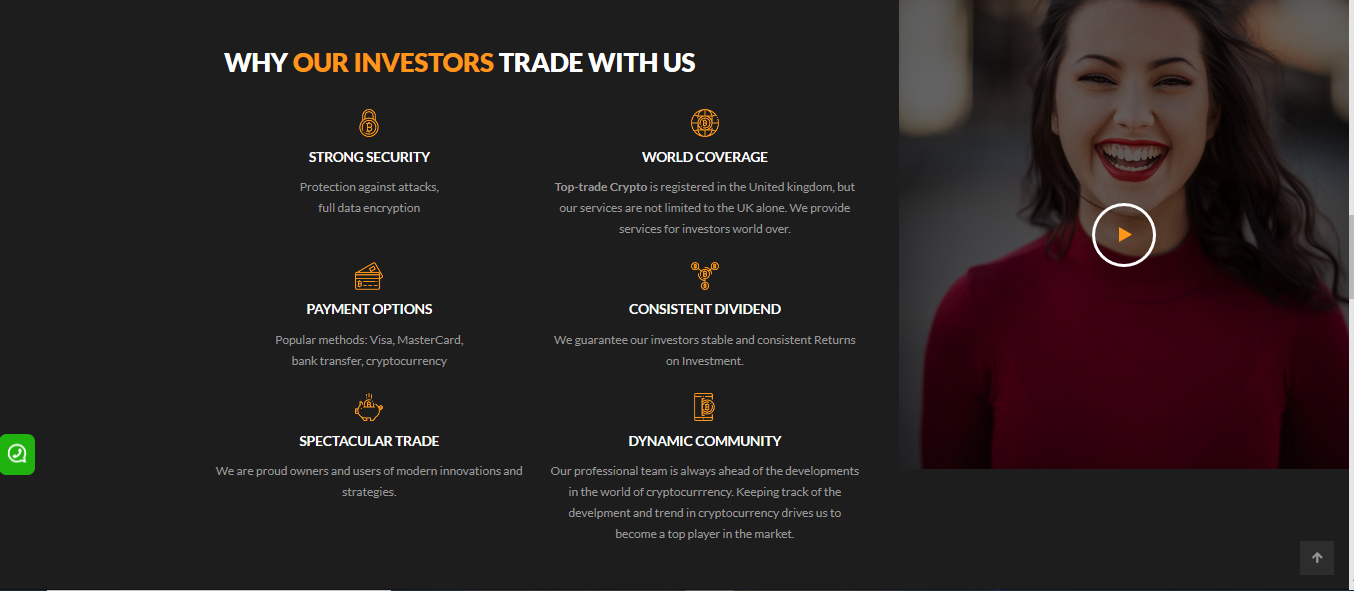 WHY OUR INVESTORS TRADE WITH US
STRONG SECURITY
Protection against attacks,
full data encryption
WORLD COVERAGE
Top-trade Crypto is registered in the United kingdom, but
our services are not limited to the UK alone. We provide
services for investors world over.
PAYMENT OPTIONS
Popular methods: Visa, MasterCard,
bank transfer, cryptocurrency
CONSISTENT DIVIDEND
We guarantee our investors stable and consistent Returns
on Investment.
SPECTACULAR TRADE
We are proud owners and users of modern innovations and
strategies.
DYNAMIC COMMUNITY
Our professional team is always ahead of the developments
in the world of cryptocurrrency. Keeping track of the
develpment and trend in cryptocurrency drives us to
become a top player in the market.